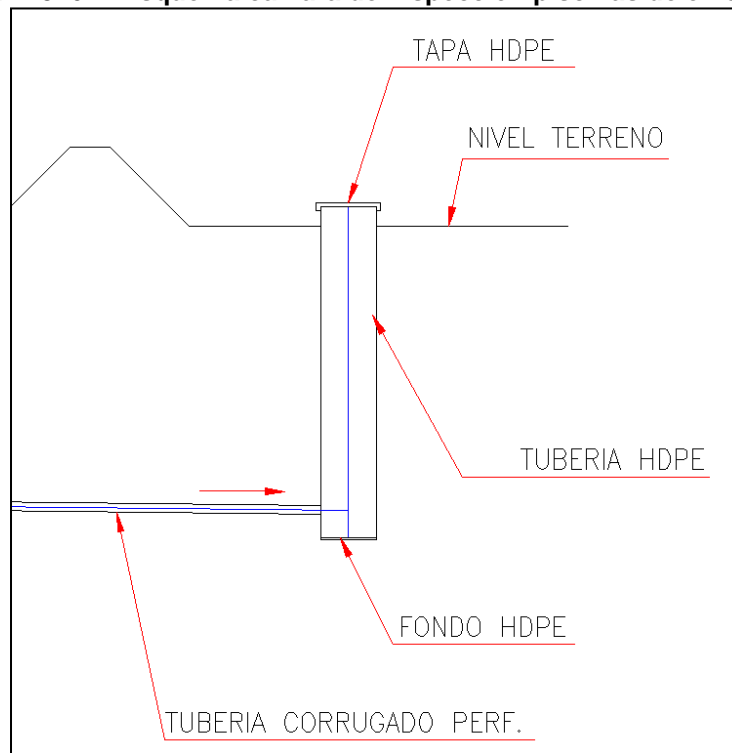 TAPA HDPE
NIVEL TERRENO
TUBERIA HDPE
FONDO HDPE
TUBERIA CORRUGADO PERF.